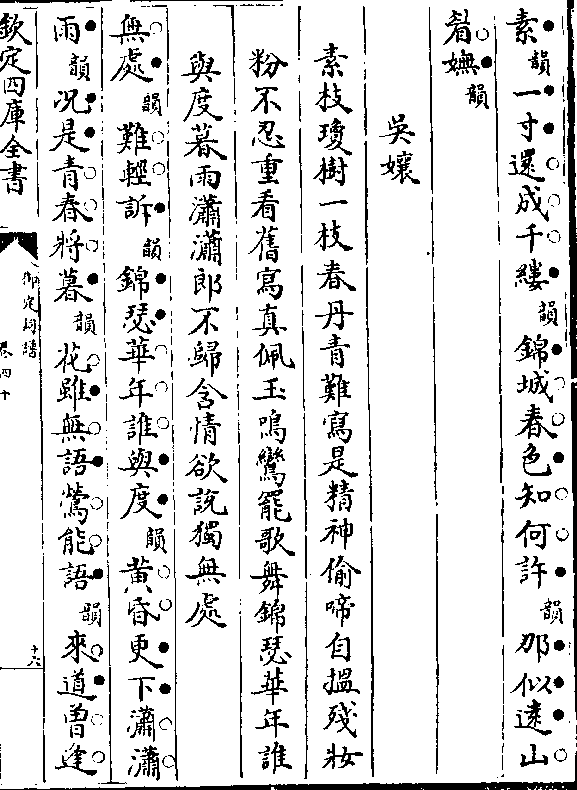 素韻一寸還成千縷韻錦城春色知何許韻那似遠山
眉嫵韻
吳孃
素枝瓊樹一枝春丹青難寫是精神偷啼自搵殘妝
粉不忍重看舊寫真佩玉鳴鸞罷歌舞錦瑟華年誰
與度暮雨瀟瀟郎不歸含情欲說獨無處
無處韻難輕訴韻錦瑟華年誰與度韻黄昏更下瀟瀟
雨韻况是青春將暮韻花雖無語鶯能語韻來道曽逢
欽定四庫全書
御定詞譜
卷四十
十六